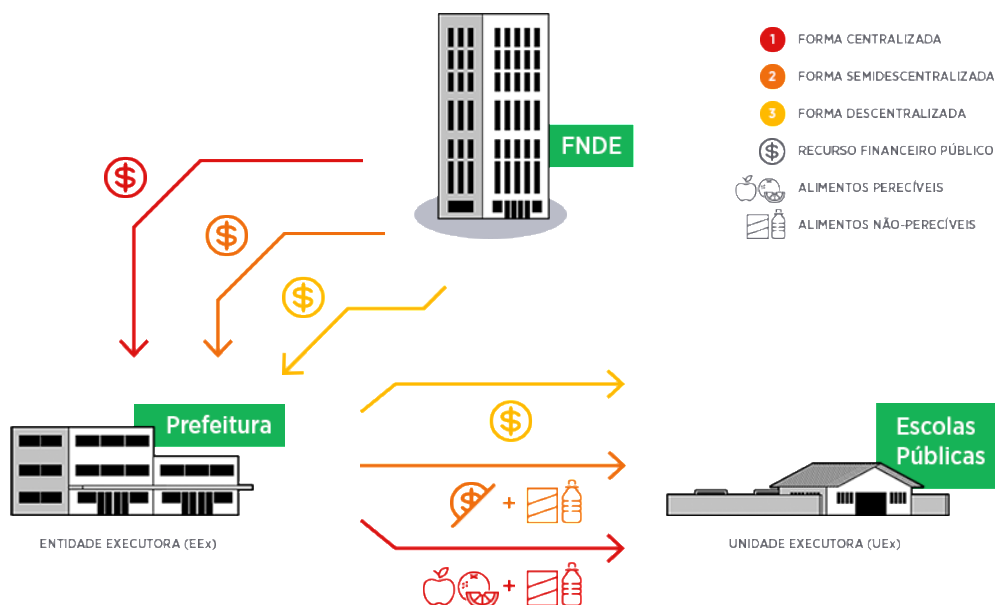 1 FORMA CENTRALIZADA
2 FORMA SEMIDESCENTRALIZADA
3 FORMA DESCENTRALIZADA
$ RECURSO FINANCEIRO PÚBLICO
ALIMENTOS PERECÍVEIS
ALIMENTOS NÃO-PERECÍVEIS
FNDE
$
$
$
Prefeitura
ENTIDADE EXECUTORA (EEx)
$
$ +
+
Escolas
Públicas
UNIDADE EXECUTORA (UEx)